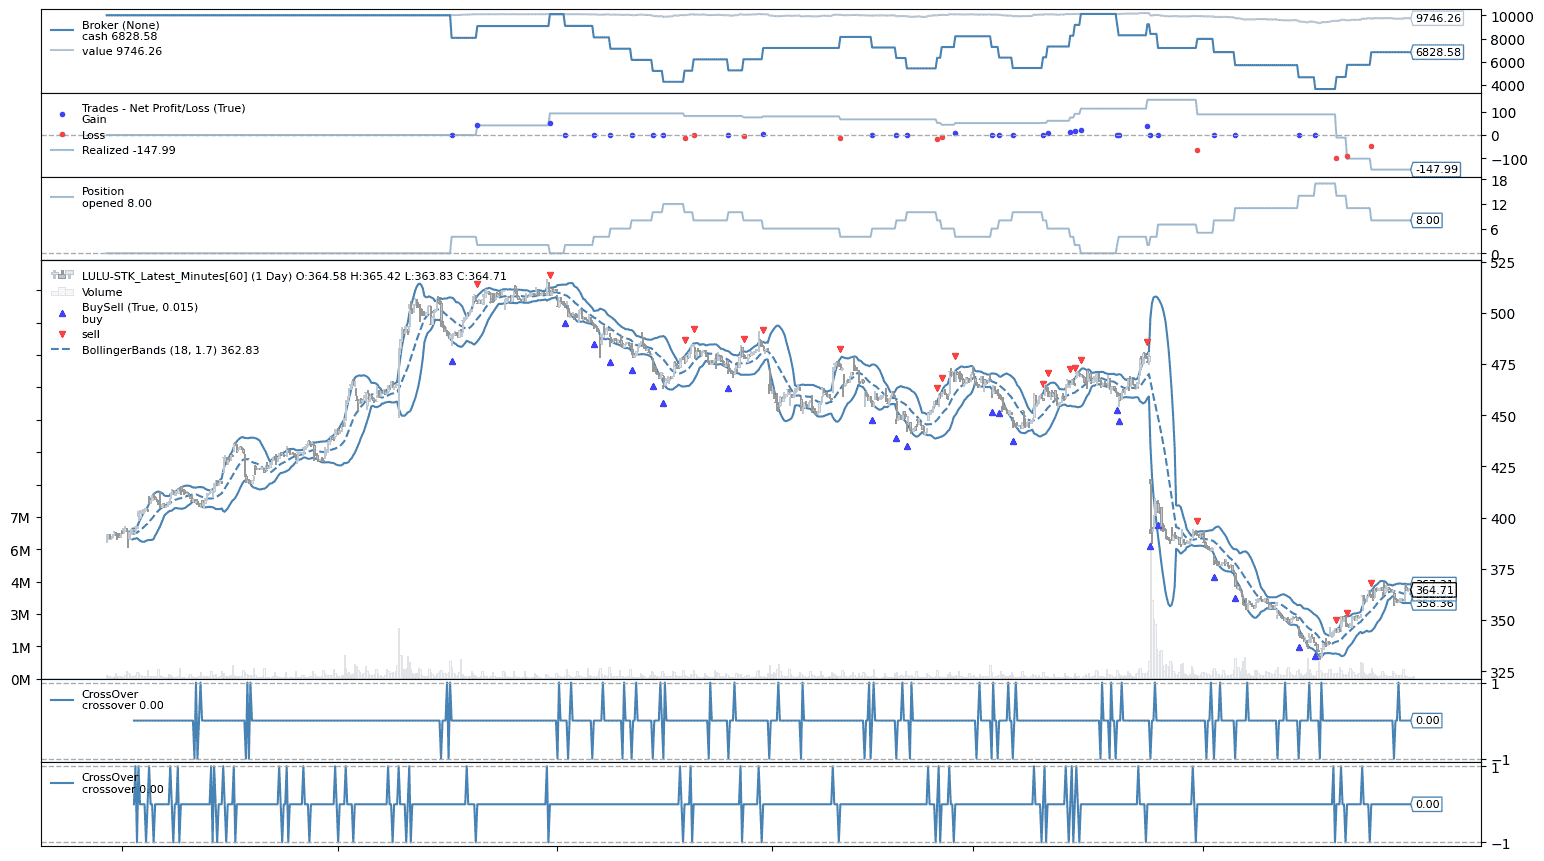 Broker (None)
cash 6828.58
value 9746.26
9746.26
6828.58
10000
8000
6000
4000
Trades - Net Profit/Loss (True)
Gain
Loss
Realized -147.99
-147.99
100
0
−100
Position
opened 8.00
8.00
18
12
6
0
LULU-STK_Latest_Minutes[60] (1 Day) O:364.58 H:365.42 L:363.83 C:364.71
Volume
BuySell (True, 0.015)
buy
sell
BollingerBands (18, 1.7) 362.83
364.71
358.36
525
500
475
450
425
400
375
350
325
7M
6M
4M
3M
1M
0M
CrossOver
crossover 0.00
0.00
1
−1
CrossOver
crossover 0.00
0.00
1
−1